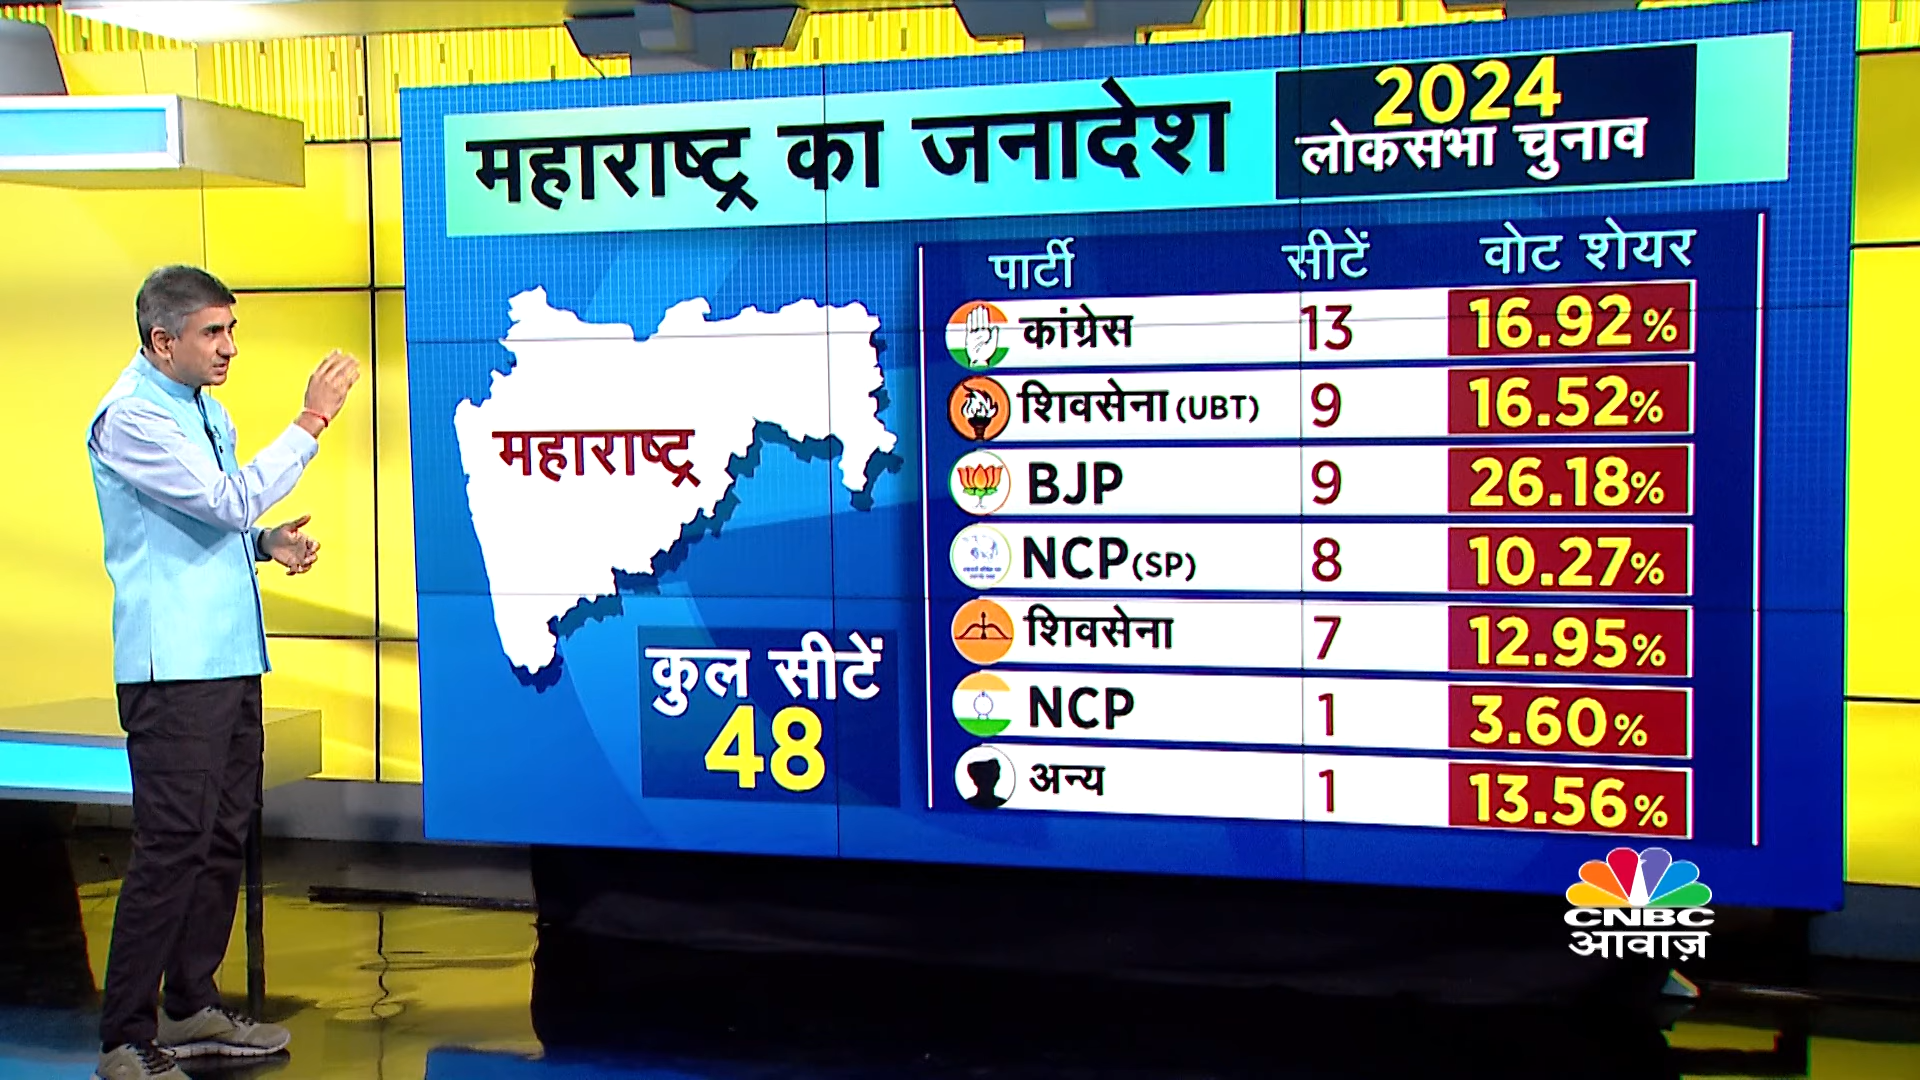 महाराष्ट्र का जनादेश
2024
लोकसभा चुनाव
महाराष्ट्र
कुल सीटें
48
पार्टी सीटें वोट शेयर
कांग्रेस 13 16.92%
शिवसेना (UBT) 9 16.52%
BJP 9 26.18%
NCP (SP) 8 10.27%
शिवसेना 7 12.95%
NCP 1 3.60%
अन्य 1 13.56%
CNBC
आवाज़